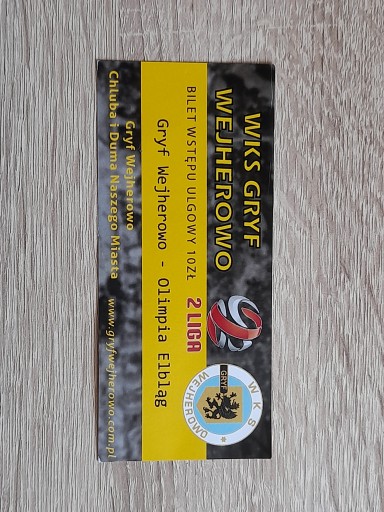 WKS GRYF
WEJHEROWO
BILET WSTĘPU ULGOWY 10ZŁ
2 LIGA
Gryf Wejherowo - Olimpia Elbląg
Gryf Wejherowo
Chluba i Duma Naszego Miasta
www.gryfwejherowo.com.pl
WKS
GRYF
WEJHEROWO